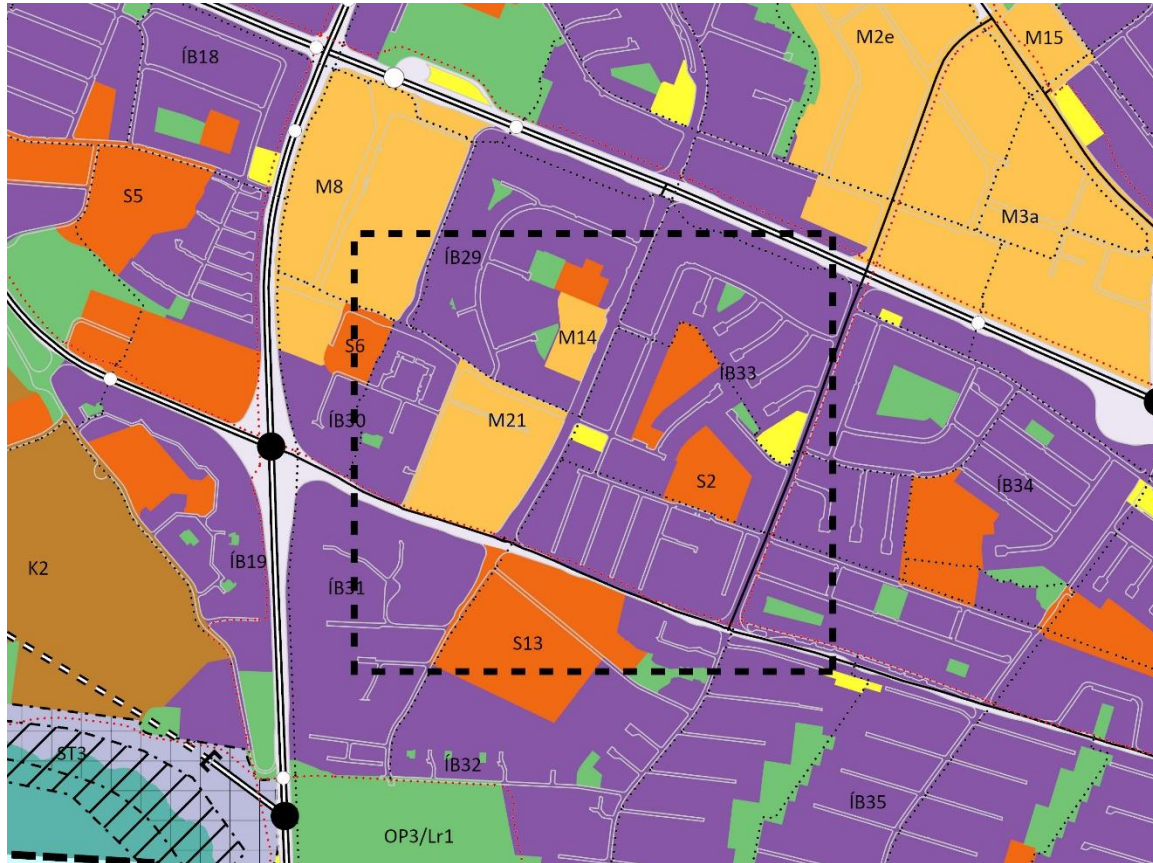 M2e
M15
ÍB18
M8
S5
M3a
ÍB29
M14
S6
ÍB33
ÍB30
M21
S2
ÍB34
K2
ÍB19
ÍB31
S13
ST3
ÍB32
ÍB35
OP3/Lr1